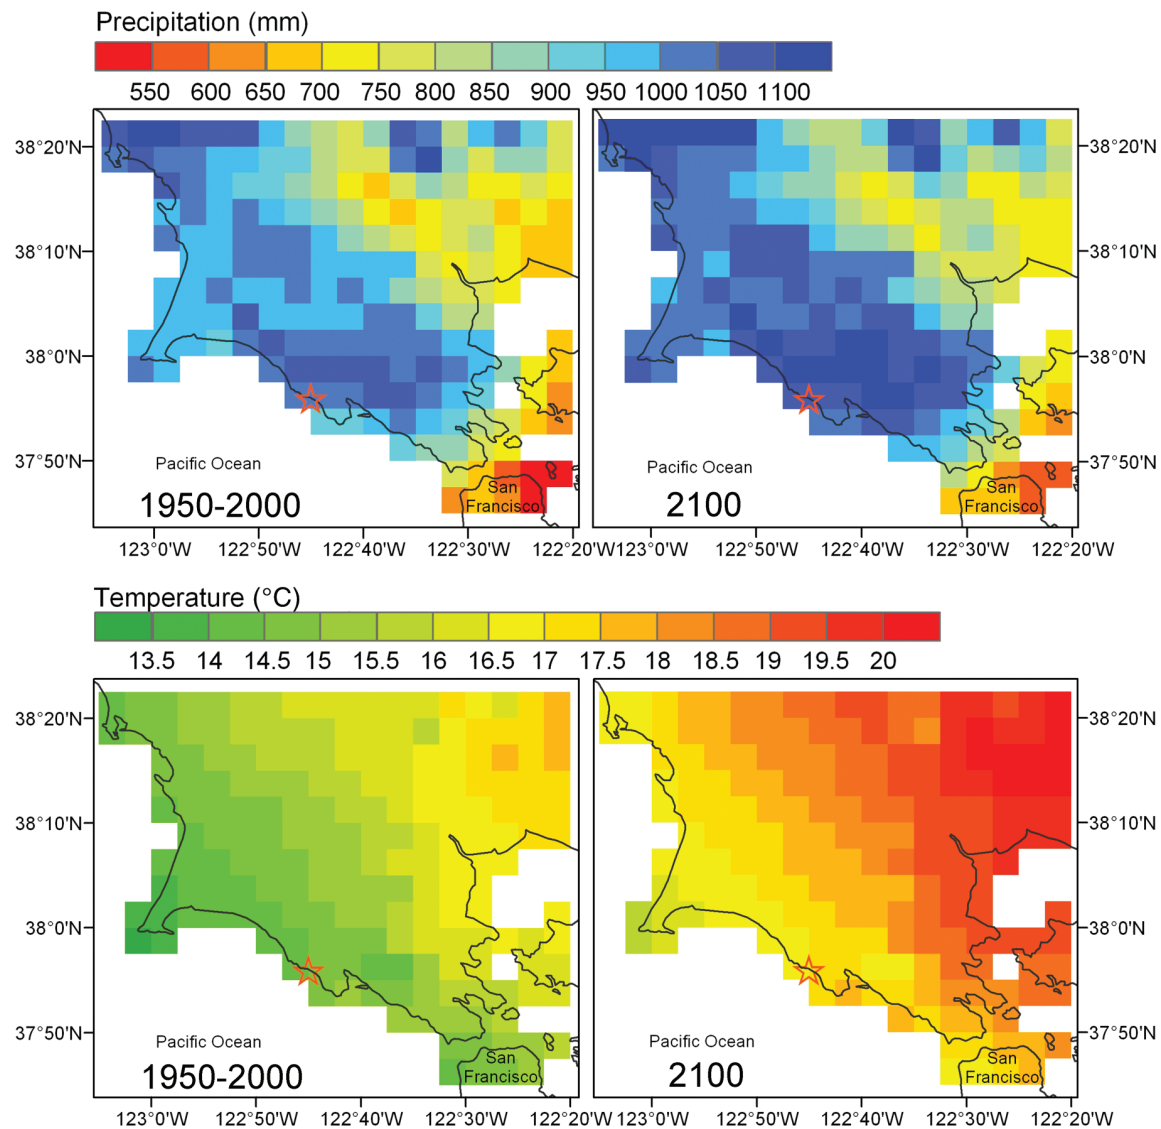 Precipitation (mm)
550 600 650 700 750 800 850 900 950 1000 1050 1100
38°20'N
38°10'N
38°0'N
37°50'N
Pacific Ocean
1950-2000
San
Francisco
Pacific Ocean
2100
San
Francisco
38°20'N
38°10'N
38°0'N
37°50'N
123°0'W 122°50'W 122°40'W 122°30'W 122°20'W
123°0'W 122°50'W 122°40'W 122°30'W 122°20'W
Temperature (°C)
13.5 14 14.5 15 15.5 16 16.5 17 17.5 18 18.5 19 19.5 20
38°20'N
38°10'N
38°0'N
37°50'N
Pacific Ocean
1950-2000
San
Francisco
Pacific Ocean
2100
San
Francisco
38°20'N
38°10'N
38°0'N
37°50'N
123°0'W 122°50'W 122°40'W 122°30'W 122°20'W
123°0'W 122°50'W 122°40'W 122°30'W 122°20'W